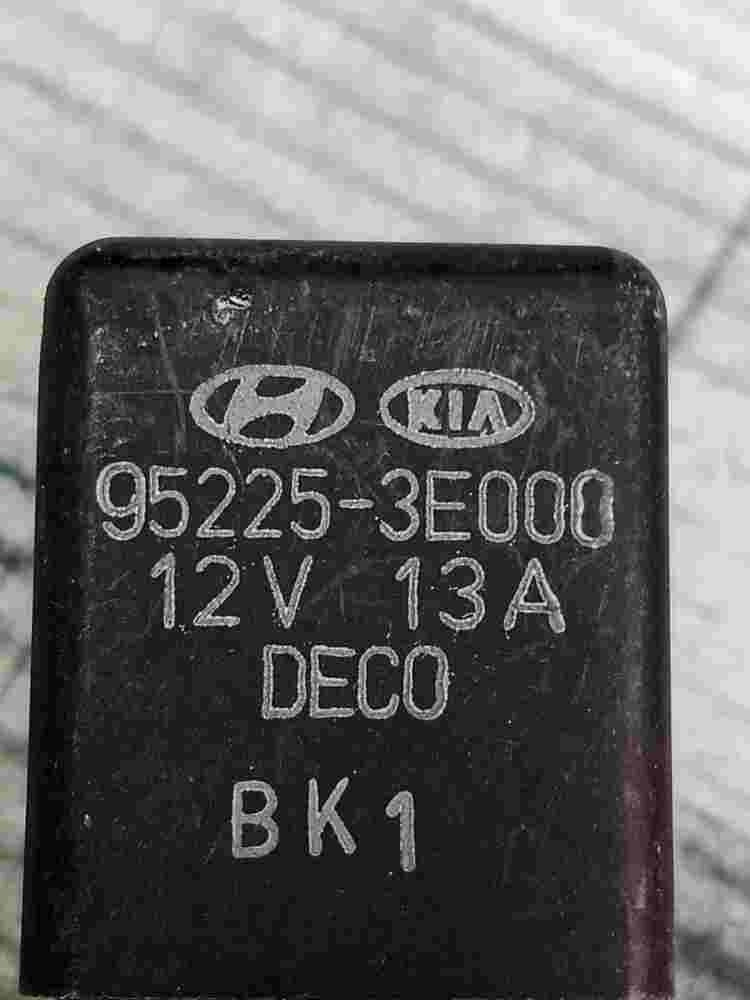 KIA
95225-3E000
12V 13A
DECO
BK1